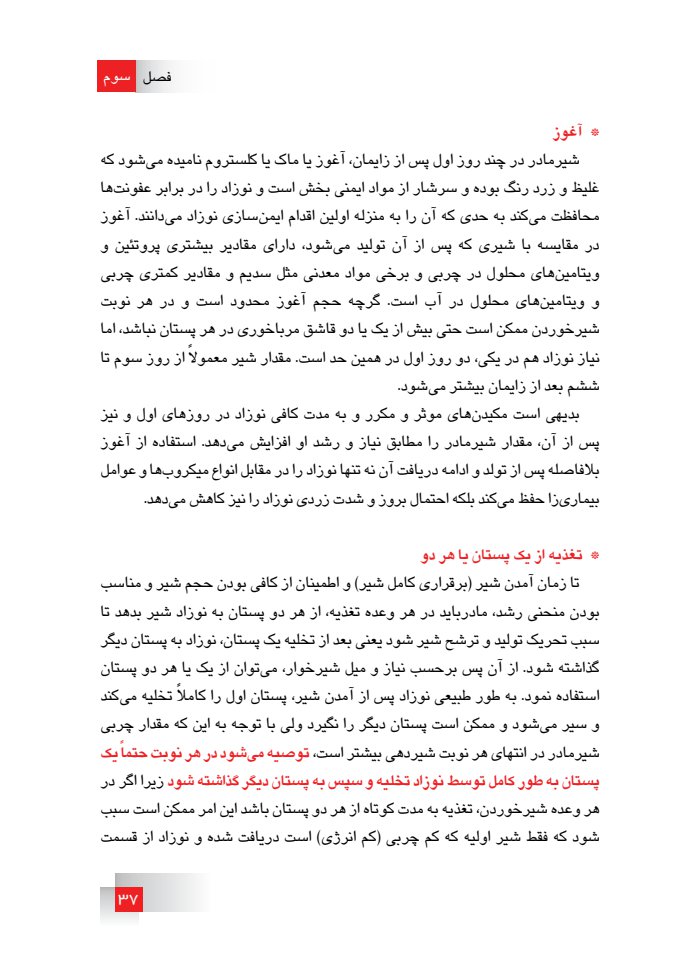 فصل سوم
* آغوز
شیرمادر در چند روز اول پس از زایمان، آغوز یا ماک یا کلستروم نامیده می‌شود که
غلیظ و زرد رنگ بوده و سرشار از مواد ایمنی بخش است و نوزاد را در برابر عفونت‌ها
محافظت می‌کند به حدی که آن را به منزله اولین اقدام ایمن‌سازی نوزاد می‌دانند. آغوز
در مقایسه با شیری که پس از آن تولید می‌شود، دارای مقادیر بیشتری پروتئین و
ویتامین‌های محلول در چربی و برخی مواد معدنی مثل سدیم و مقادیر کمتری چربی
و ویتامین‌های محلول در آب است. گرچه حجم آغوز محدود است و در هر نوبت
شیرخوردن ممکن است حتی بیش از یک یا دو قاشق مرباخوری در هر پستان نباشد، اما
نیاز نوزاد هم در یکی، دو روز اول در همین حد است. مقدار شیر معمولاً از روز سوم تا
ششم بعد از زایمان بیشتر می‌شود.
بدیهی است مکیدن‌های موثر و مکرر و به مدت کافی نوزاد در روزهای اول و نیز
پس از آن، مقدار شیرمادر را مطابق نیاز و رشد او افزایش می‌دهد. استفاده از آغوز
بلافاصله پس از تولد و ادامه دریافت آن نه تنها نوزاد را در مقابل انواع میکروب‌ها و عوامل
بیماری‌زا حفظ می‌کند بلکه احتمال بروز و شدت زردی نوزاد را نیز کاهش می‌دهد.
* تغذیه از یک پستان یا هر دو
تا زمان آمدن شیر (برقراری کامل شیر) و اطمینان از کافی بودن حجم شیر و مناسب
بودن منحنی رشد، مادرباید در هر وعده تغذیه، از هر دو پستان به نوزاد شیر بدهد تا
سبب تحریک تولید و ترشح شیر شود یعنی بعد از تخلیه یک پستان، نوزاد به پستان دیگر
گذاشته شود. از آن پس برحسب نیاز و میل شیرخوار، می‌توان از یک یا هر دو پستان
استفاده نمود. به طور طبیعی نوزاد پس از آمدن شیر، پستان اول را کاملاً تخلیه می‌کند
و سیر می‌شود و ممکن است پستان دیگر را نگیرد ولی با توجه به این که مقدار چربی
شیرمادر در انتهای هر نوبت شیردهی بیشتر است، توصیه می‌شود در هر نوبت حتماً یک
پستان به طور کامل توسط نوزاد تخلیه و سپس به پستان دیگر گذاشته شود زیرا اگر در
هر وعده شیرخوردن، تغذیه به مدت کوتاه از هر دو پستان باشد این امر ممکن است سبب
شود که فقط شیر اولیه که کم چربی (کم انرژی) است دریافت شده و نوزاد از قسمت
۳۷